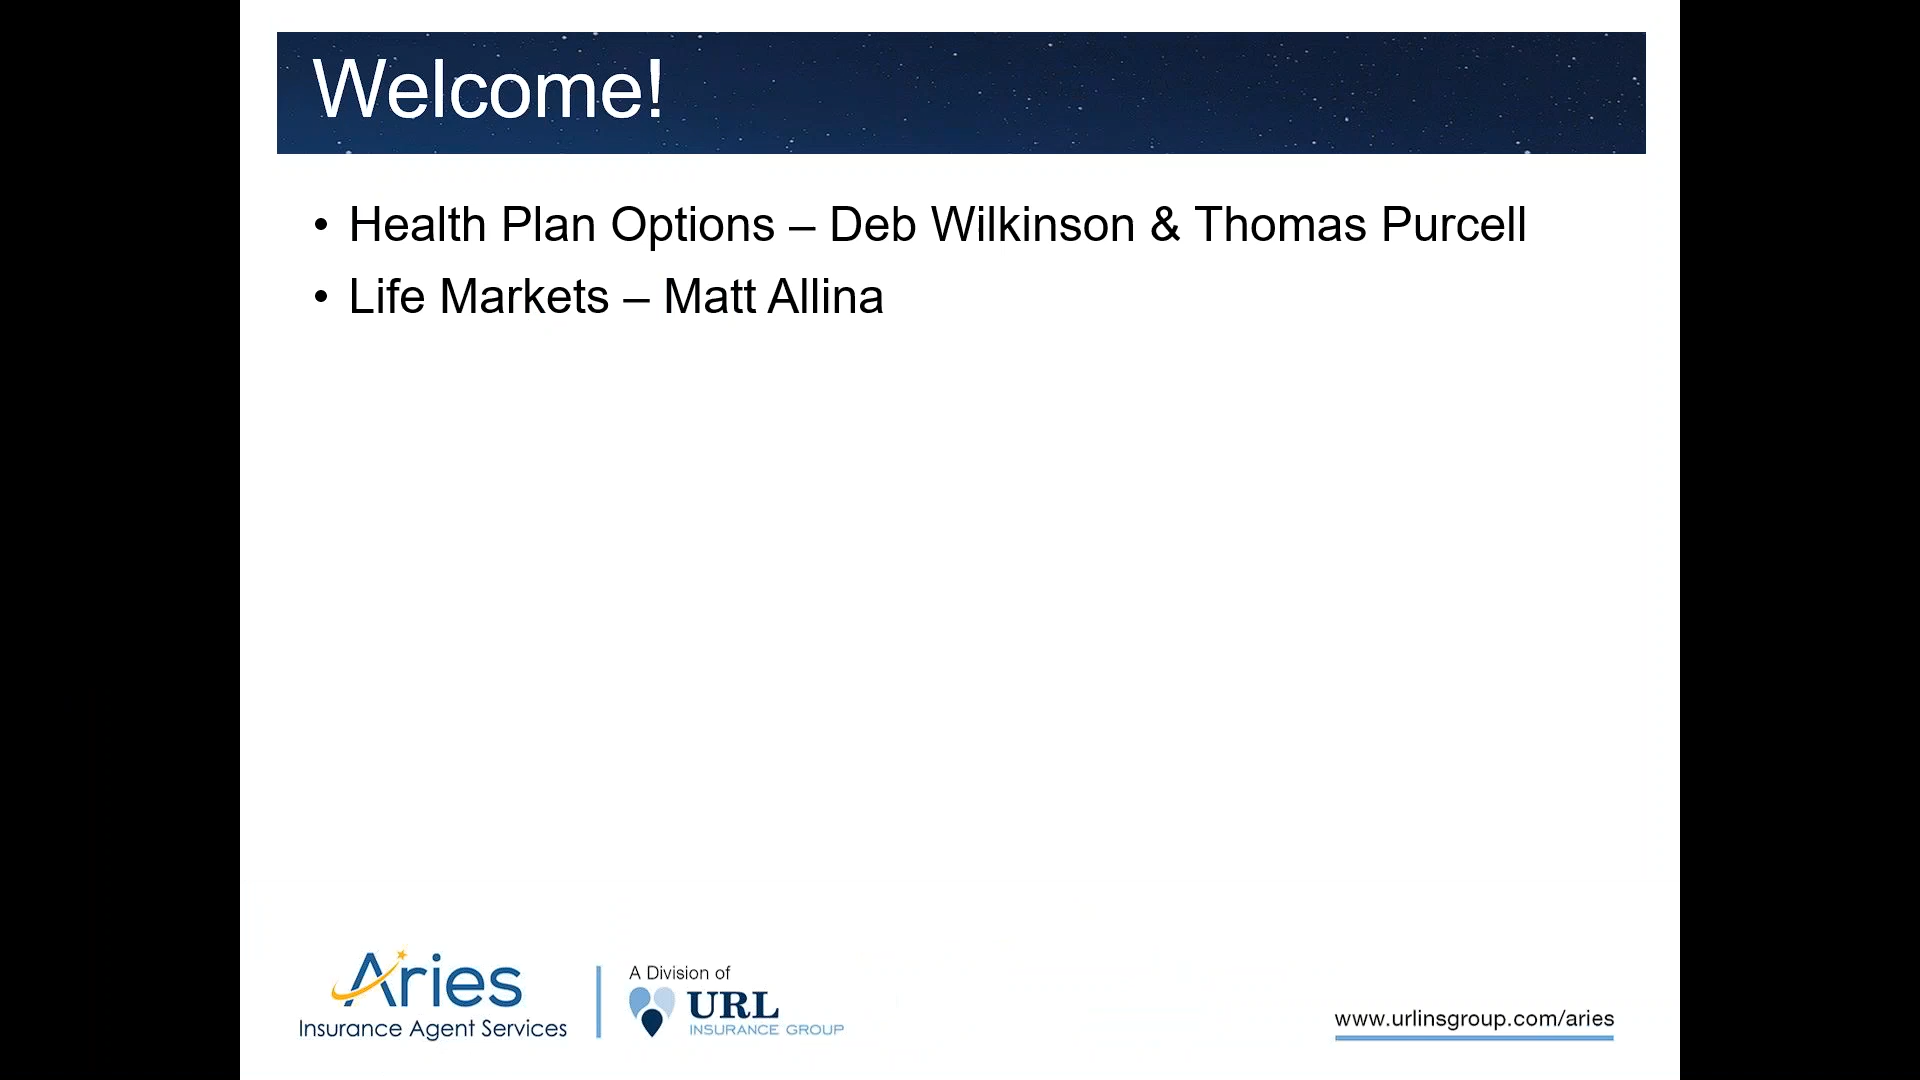 Welcome!
• Health Plan Options – Deb Wilkinson & Thomas Purcell
• Life Markets – Matt Allina
Aries
Insurance Agent Services
A Division of
URL
INSURANCE GROUP
www.urlinsgroup.com/aries